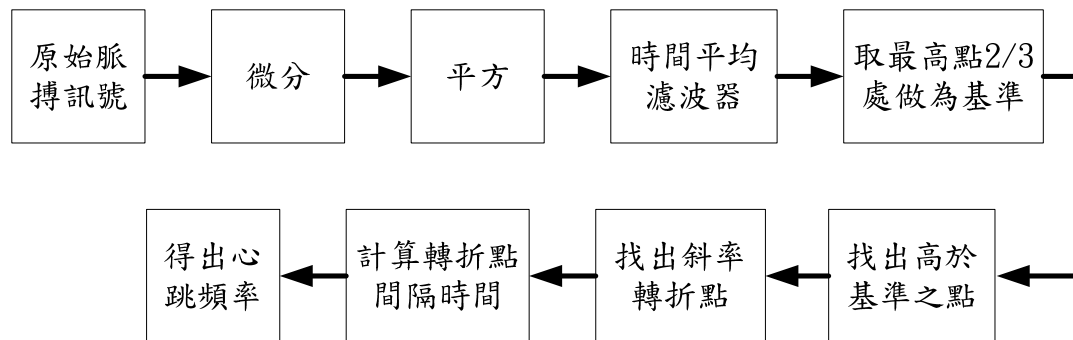 原始脈
搏訊號
微分
平方
時間平均
濾波器
取最高點2/3
處做為基準
找出高於
基準之點
找出斜率
轉折點
計算轉折點
間隔時間
得出心
跳頻率